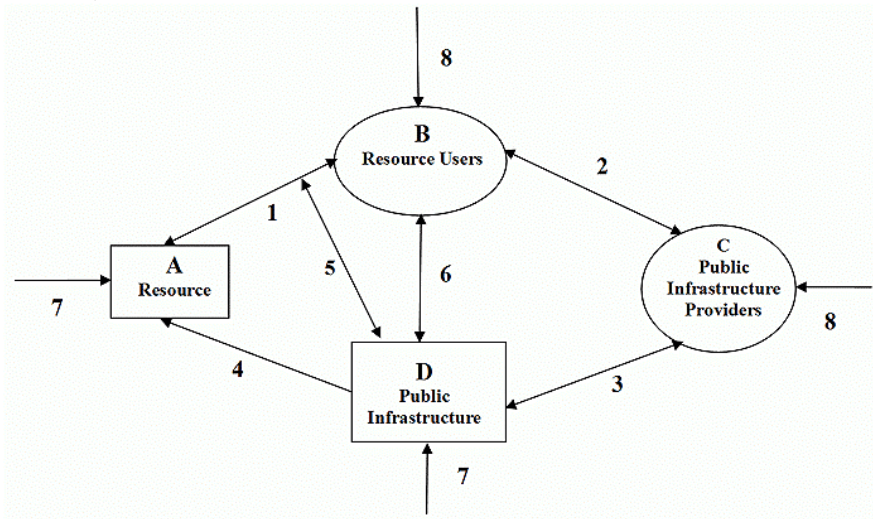 8
B
Resource Users
2
1
C
Public
Infrastructure
Providers
A
Resource
5
6
7
8
4
D
Public
Infrastructure
3
7